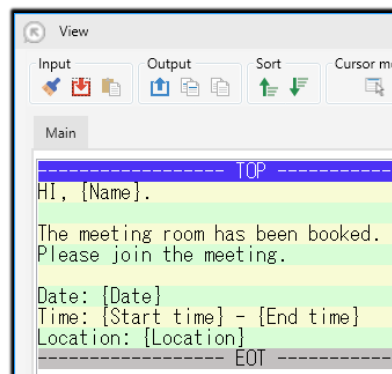 View
Input
Output
Sort
Cursor m
Main
------------------ TOP -----------
HI, {Name}.
The meeting room has been booked.
Please join the meeting.
Date: {Date}
Time: {Start time} - {End time}
Location: {Location}
------------------ EOT -----------